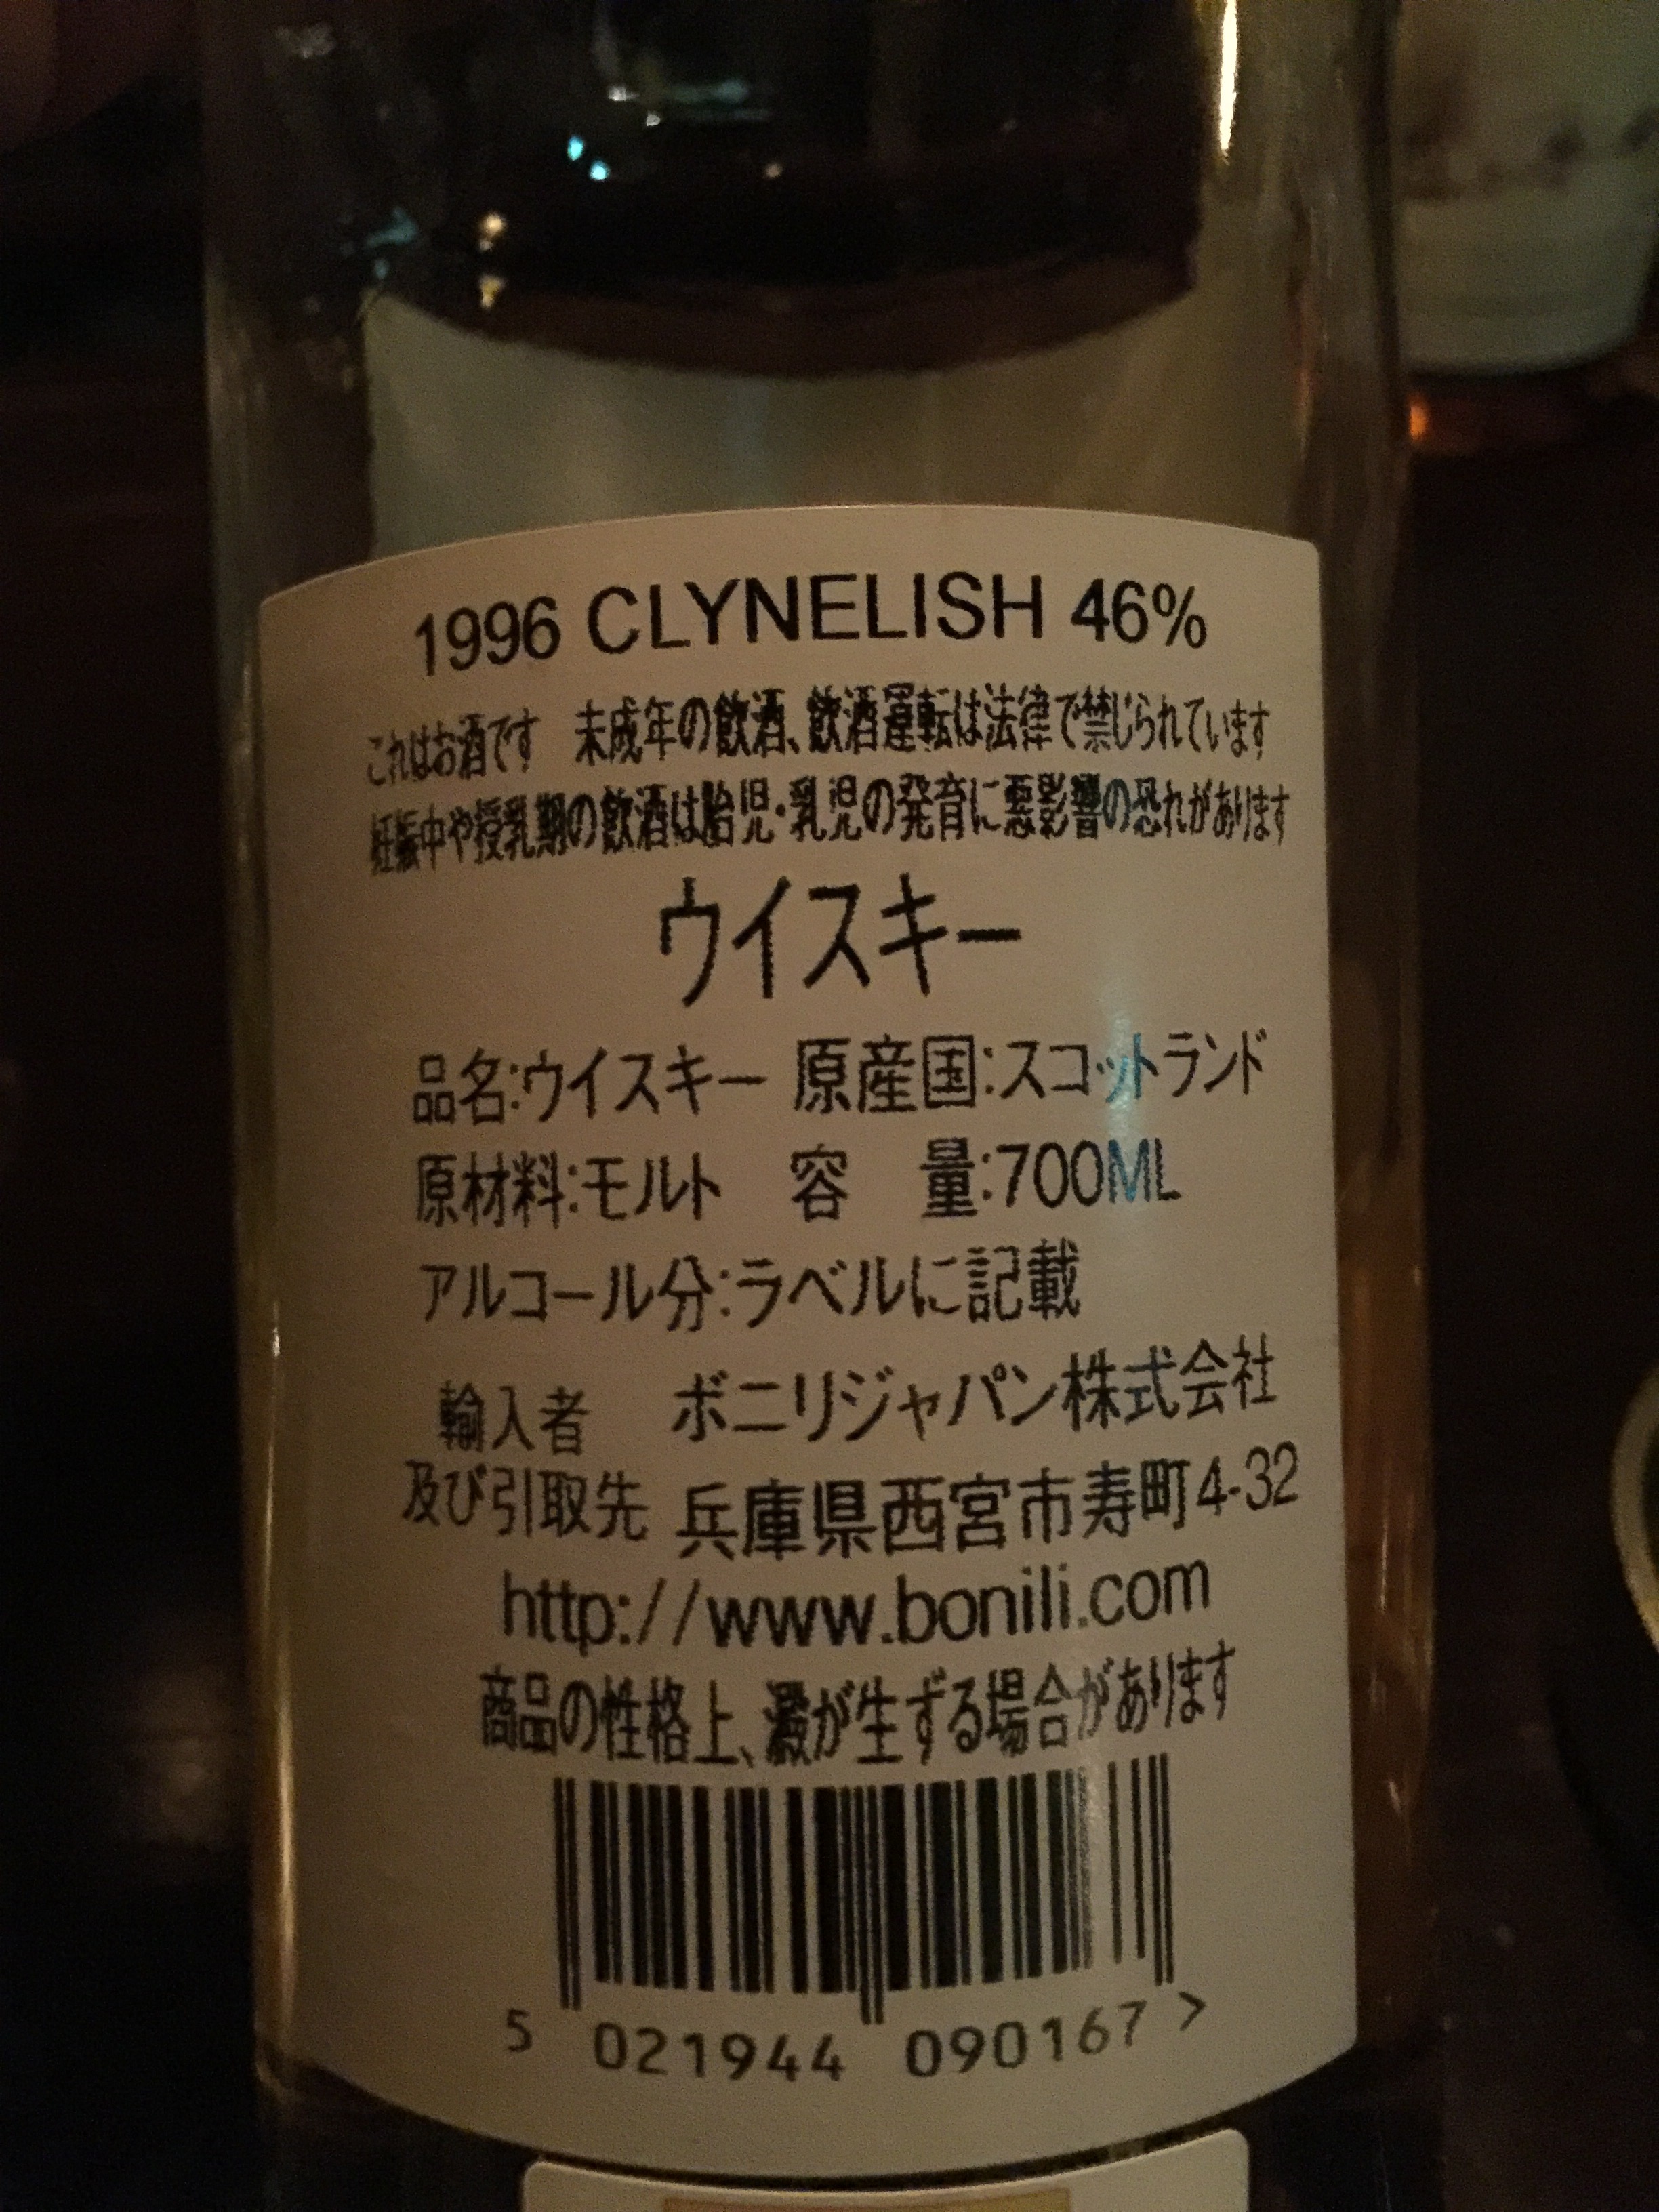 1996 CLYNELISH 46%
これはお酒です 未成年の飲酒、飲酒運転は法律で禁じられています
妊娠中や授乳期の飲酒は胎児・乳児の発育に悪影響の恐れがあります
ウイスキー
品名:ウイスキー 原産国:スコットランド
原材料:モルト 容 量:700ML
アルコール分:ラベルに記載
輸入者 ボニリジャパン株式会社
及び引取先 兵庫県西宮市寿町4-32
http://www.bonili.com
商品の性格上、澱が生ずる場合があります
5 021944 090167 >